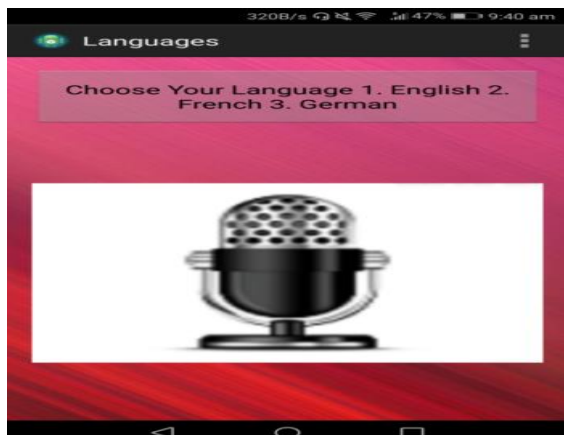 320B/s 47% 9:40 am
Languages
Choose Your Language 1. English 2.
French 3. German